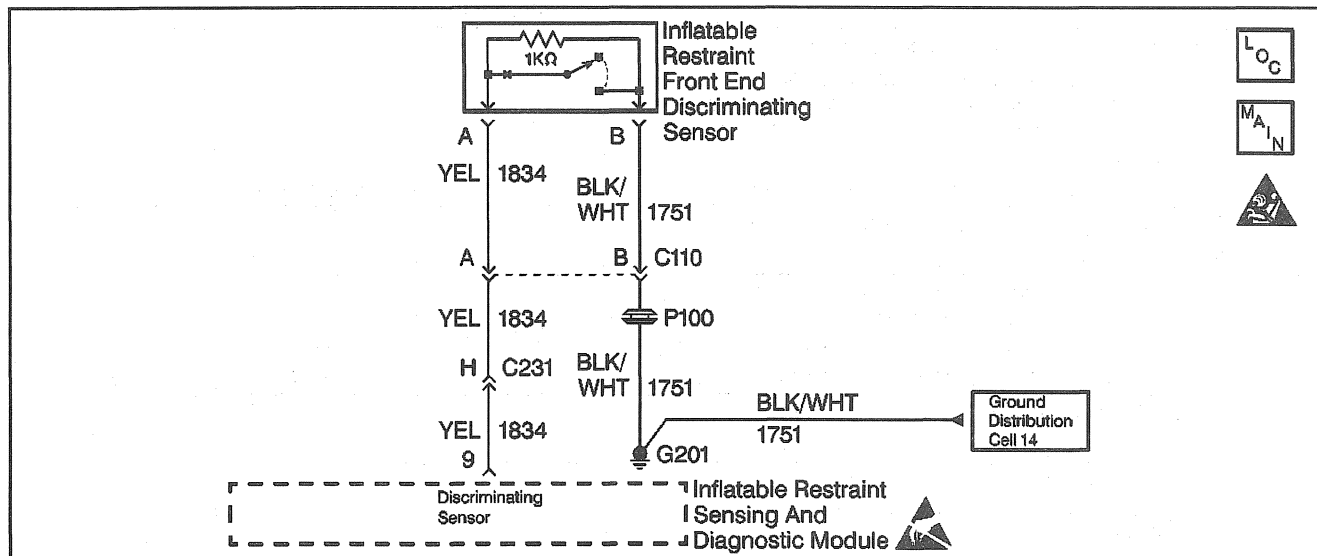 Inflatable
Restraint
Front End
Discriminating
Sensor
1KΩ
LOC
MAIN
A
B
YEL 1834
BLK/
WHT 1751
A
B C110
YEL 1834
P100
H C231
BLK/
WHT 1751
BLK/WHT
1751
Ground
Distribution
Cell 14
YEL 1834
9
G201
Discriminating
Sensor
Inflatable Restraint
Sensing And
Diagnostic Module